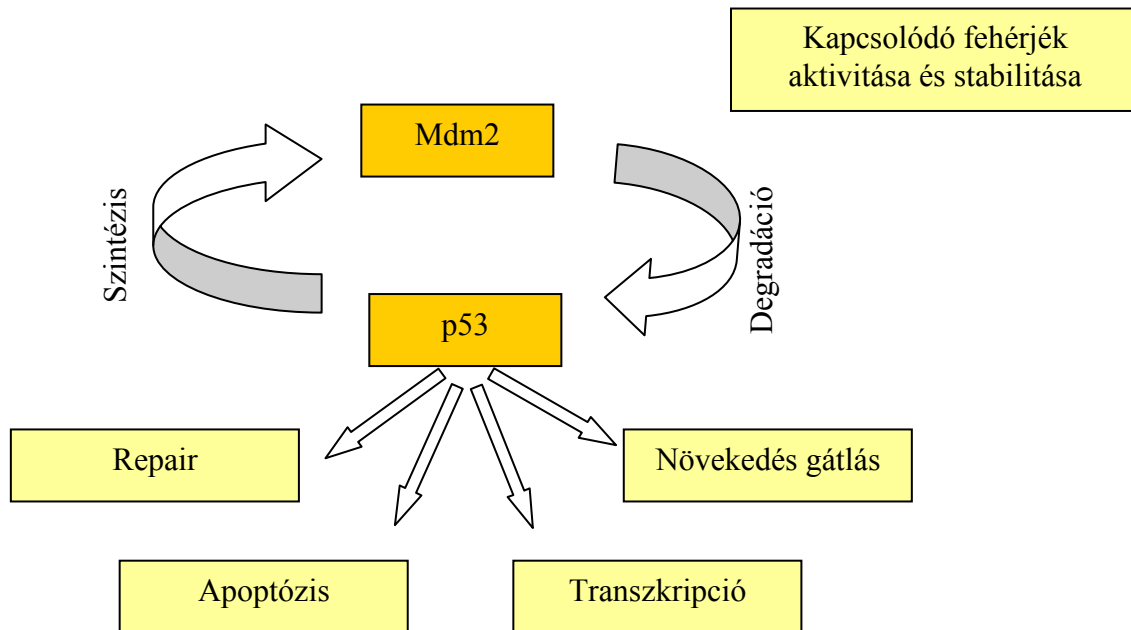 Kapcsolódó fehérjék
aktivitása és stabilitása
Mdm2
Szintézis
Degradáció
p53
Repair
Növekedés gátlás
Apoptózis
Transzkripció